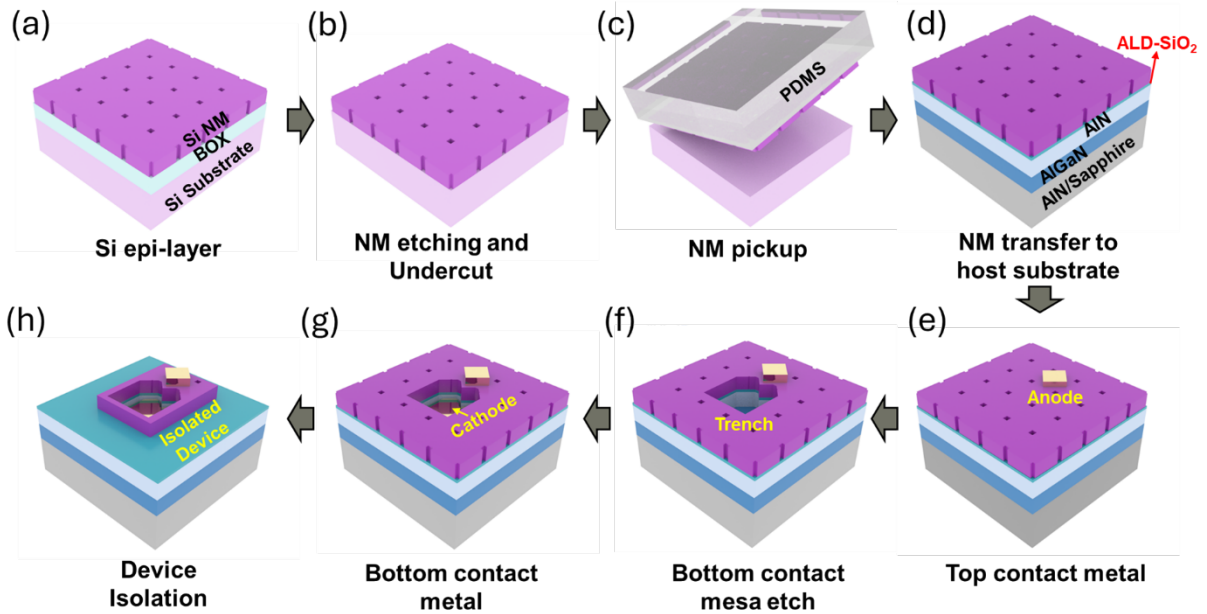 (a)
Si NM
BOX
Si Substrate
Si epi-layer
(b)
NM etching and
Undercut
(c)
PDMS
NM pickup
(d)
ALD-SiO₂
AlN
AlGaN
AlN/Sapphire
NM transfer to
host substrate
(h)
Isolated
Device
Device
Isolation
(g)
Cathode
Bottom contact
metal
(f)
Trench
Bottom contact
mesa etch
(e)
Anode
Top contact metal